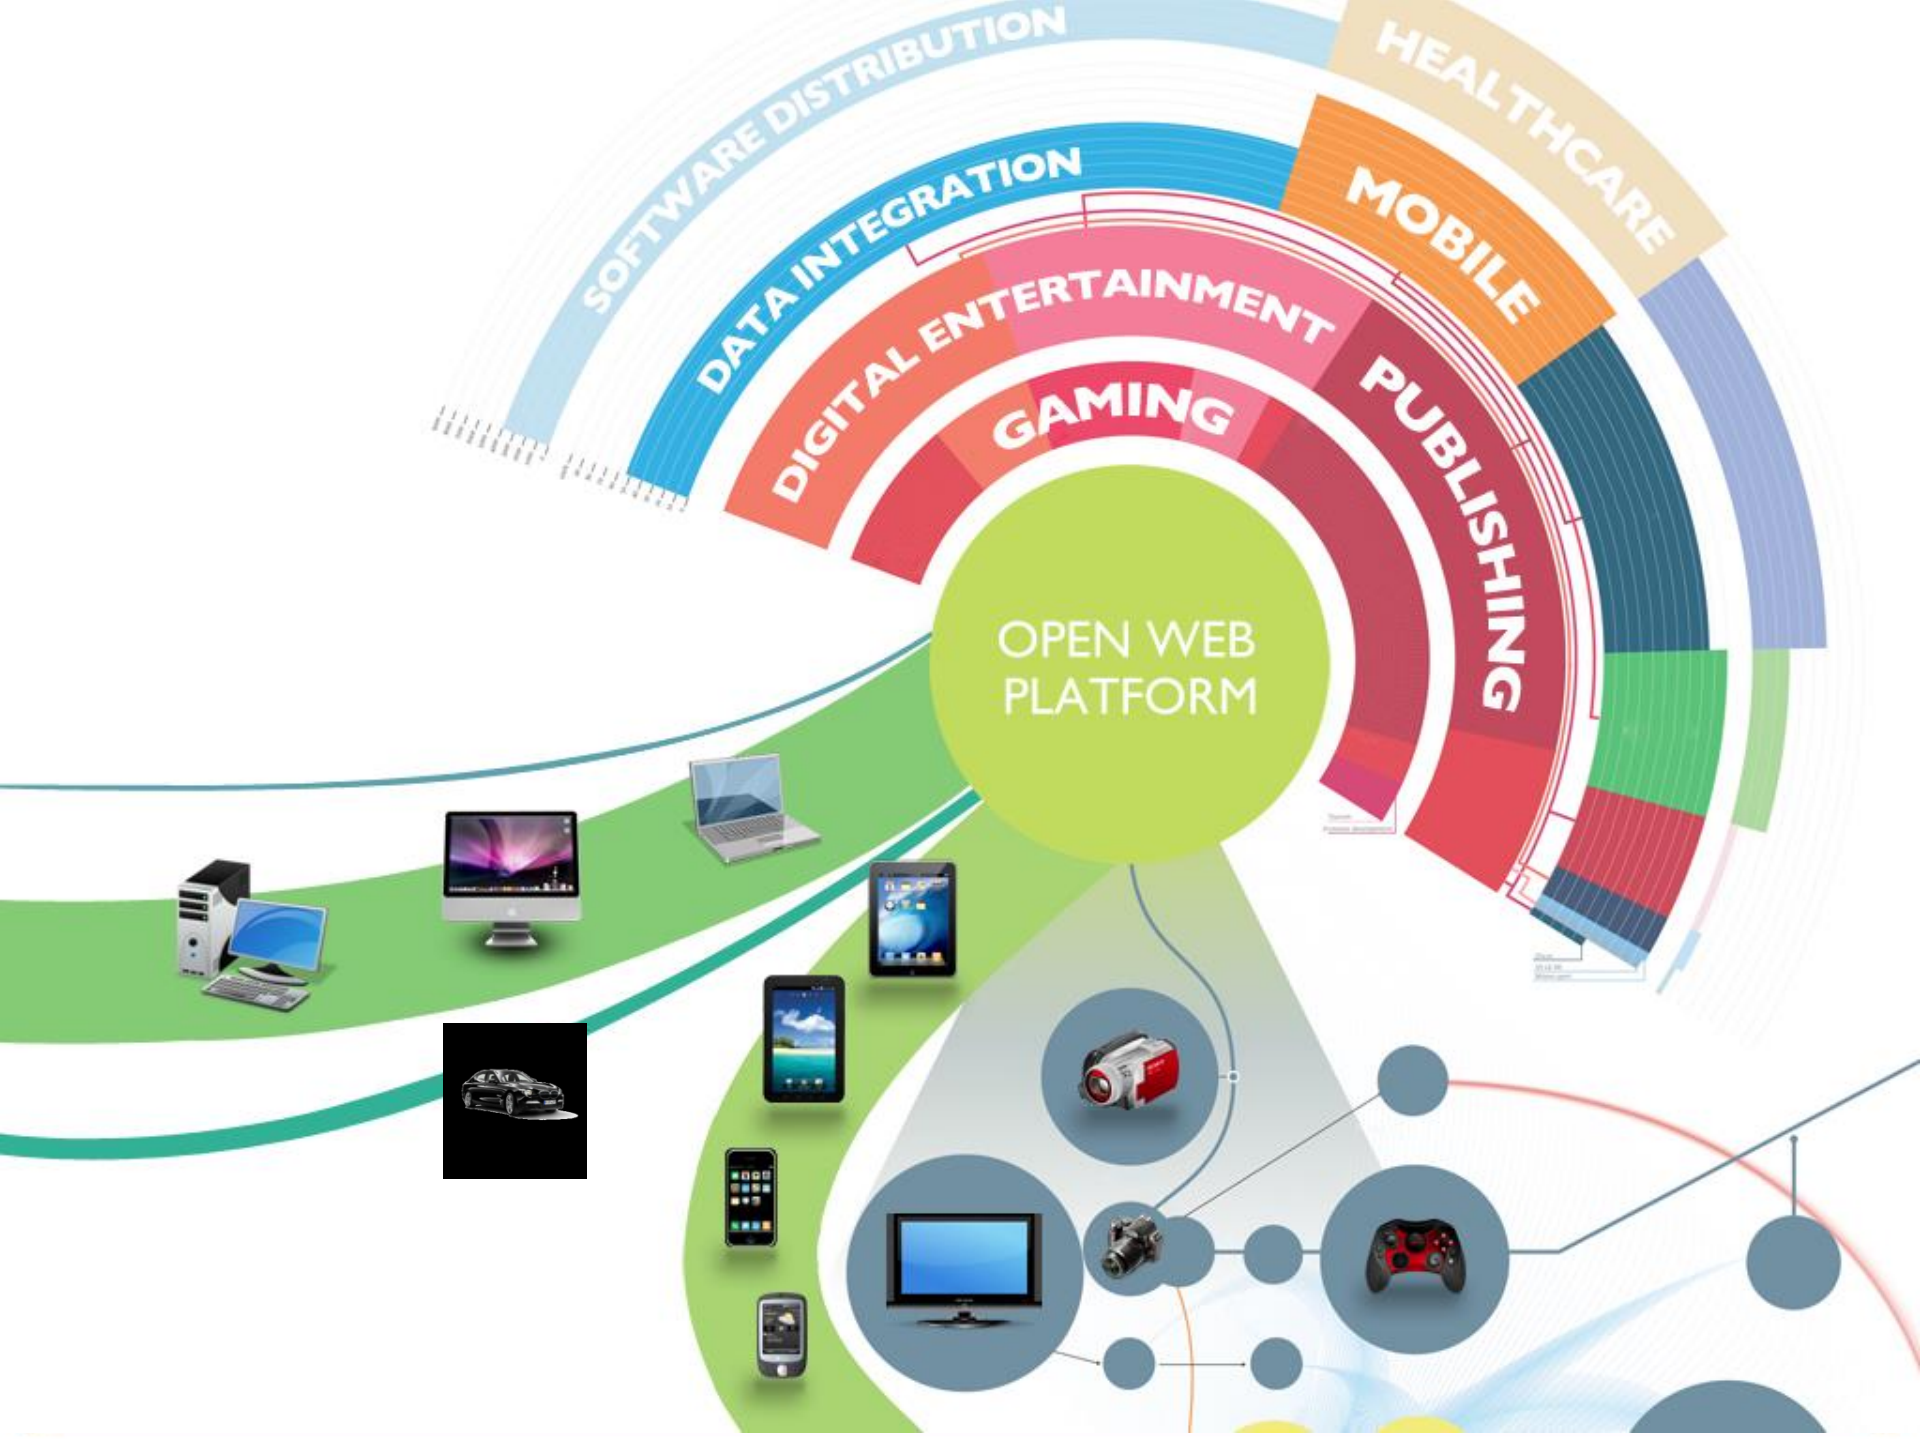 SOFTWARE DISTRIBUTION
HEALTHCARE
DATA INTEGRATION
MOBILE
DIGITAL ENTERTAINMENT
GAMING
PUBLISHING
OPEN WEB
PLATFORM